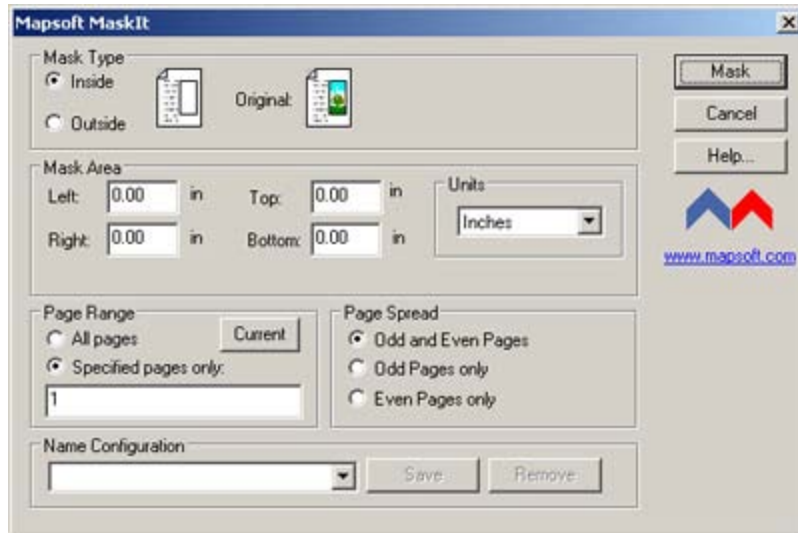 Mapsoft MaskIt
Mask Type
Inside
Outside
Original:
Mask
Cancel
Help...
www.mapsoft.com
Mask Area
Left: 0.00 in
Top: 0.00 in
Right: 0.00 in
Bottom: 0.00 in
Units
Inches
Page Range
All pages
Current
Specified pages only:
1
Page Spread
Odd and Even Pages
Odd Pages only
Even Pages only
Name Configuration
Save
Remove